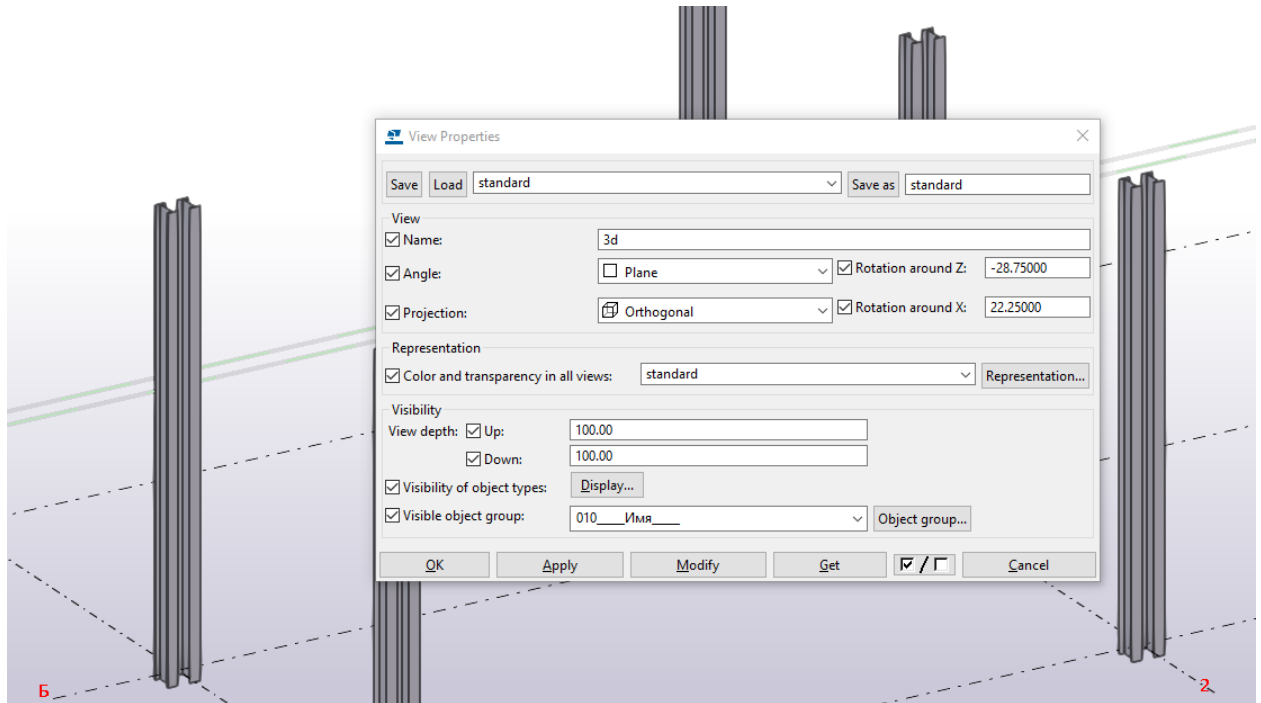 View Properties
Save Load standard Save as standard
View
Name: 3d
Angle: Plane Rotation around Z: -28.75000
Projection: Orthogonal Rotation around X: 22.25000
Representation
Color and transparency in all views: standard Representation...
Visibility
View depth: Up: 100.00
Down: 100.00
Visibility of object types: Display...
Visible object group: 010____Имя____ Object group...
OK Apply Modify Get / Cancel
Б 2